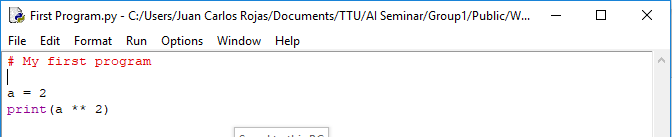 First Program.py - C:/Users/Juan Carlos Rojas/Documents/TTU/AI Seminar/Group1/Public/W...
File Edit Format Run Options Window Help
# My first program
a = 2
print(a ** 2)